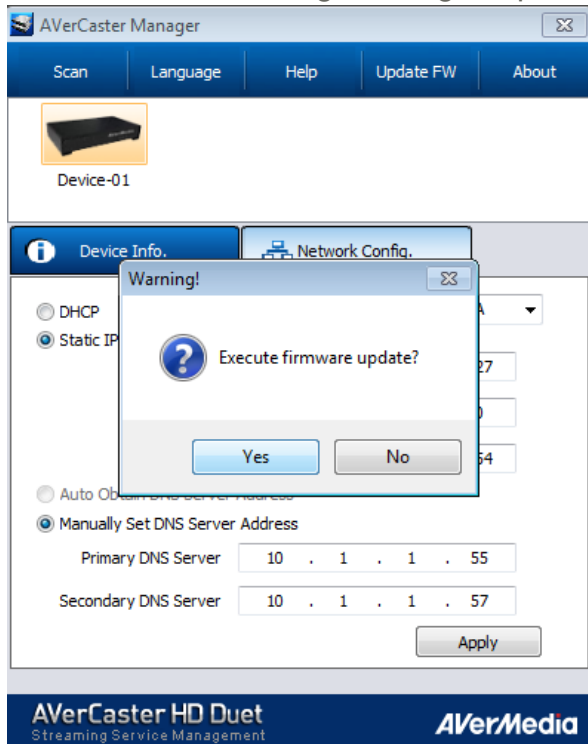 AVerCaster Manager
Scan Language Help Update FW About
Device-01
Device Info. Network Config.
Warning!
DHCP
Static IP
Execute firmware update?
27
54
Yes No
Manually Set DNS Server Address
Primary DNS Server 10 . 1 . 1 . 55
Secondary DNS Server 10 . 1 . 1 . 57
Apply
AVerCaster HD Duet
Streaming Service Management
AVerMedia